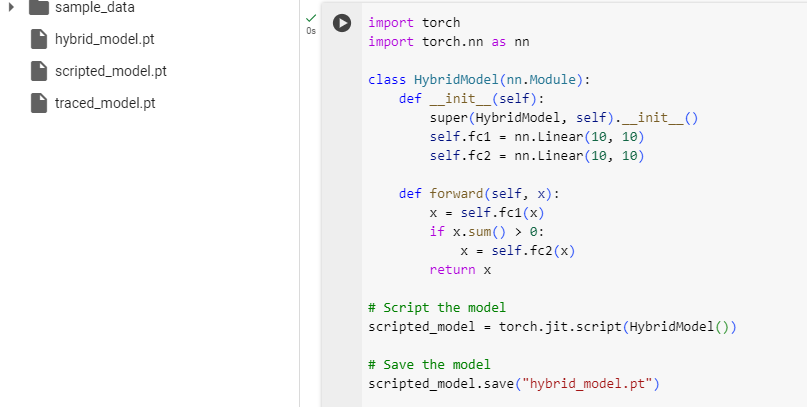 sample_data
hybrid_model.pt
scripted_model.pt
traced_model.pt
0s
import torch
import torch.nn as nn
class HybridModel(nn.Module):
    def __init__(self):
        super(HybridModel, self).__init__()
        self.fc1 = nn.Linear(10, 10)
        self.fc2 = nn.Linear(10, 10)
    def forward(self, x):
        x = self.fc1(x)
        if x.sum() > 0:
            x = self.fc2(x)
        return x
# Script the model
scripted_model = torch.jit.script(HybridModel())
# Save the model
scripted_model.save("hybrid_model.pt")